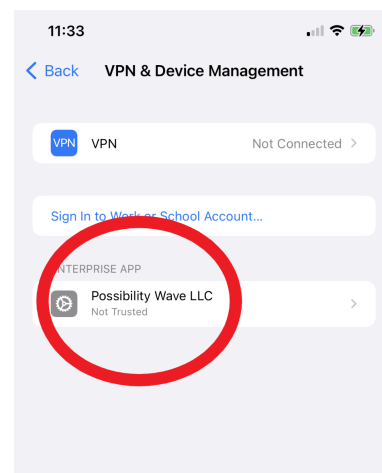 11:33
Back VPN & Device Management
VPN VPN Not Connected
Sign In to Work or School Account...
ENTERPRISE APP
Possibility Wave LLC
Not Trusted